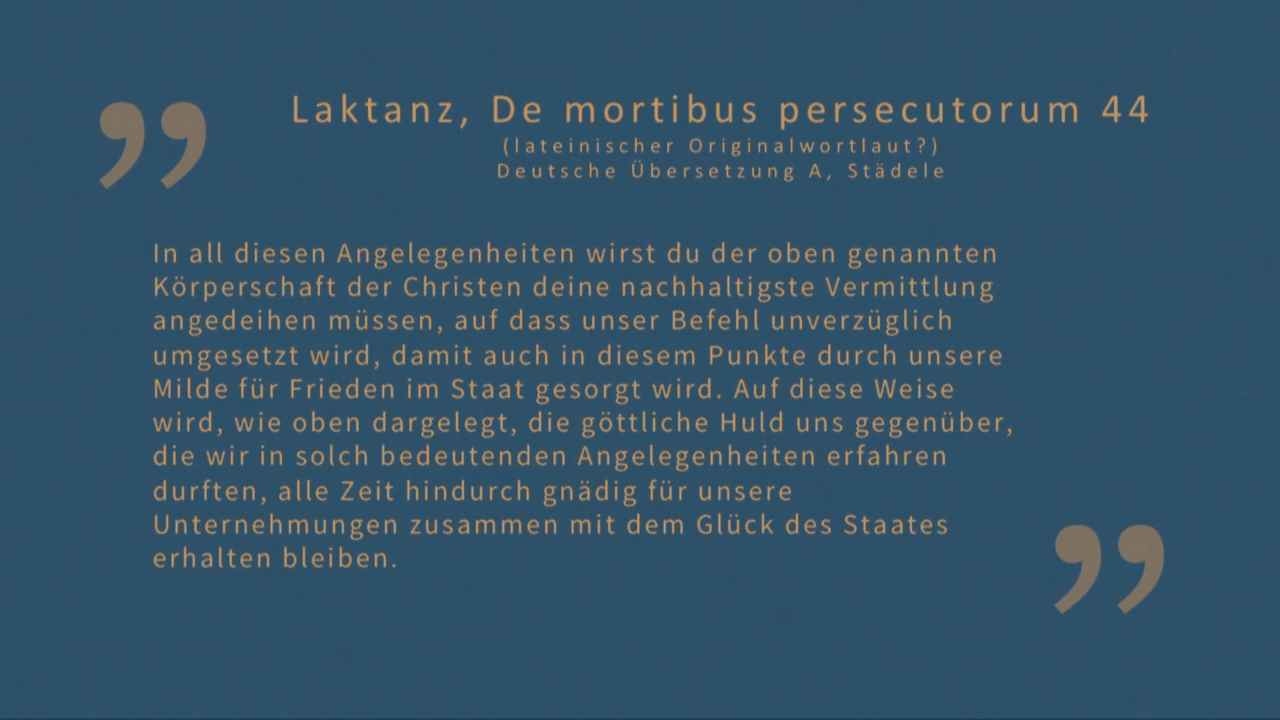 Laktanz, De mortibus persecutorum 44
(lateinischer Originalwortlaut?)
Deutsche Übersetzung A, Städele
In all diesen Angelegenheiten wirst du der oben genannten
Körperschaft der Christen deine nachhaltigste Vermittlung
angedeihen müssen, auf dass unser Befehl unverzüglich
umgesetzt wird, damit auch in diesem Punkte durch unsere
Milde für Frieden im Staat gesorgt wird. Auf diese Weise
wird, wie oben dargelegt, die göttliche Huld uns gegenüber,
die wir in solch bedeutenden Angelegenheiten erfahren
durften, alle Zeit hindurch gnädig für unsere
Unternehmungen zusammen mit dem Glück des Staates
erhalten bleiben.